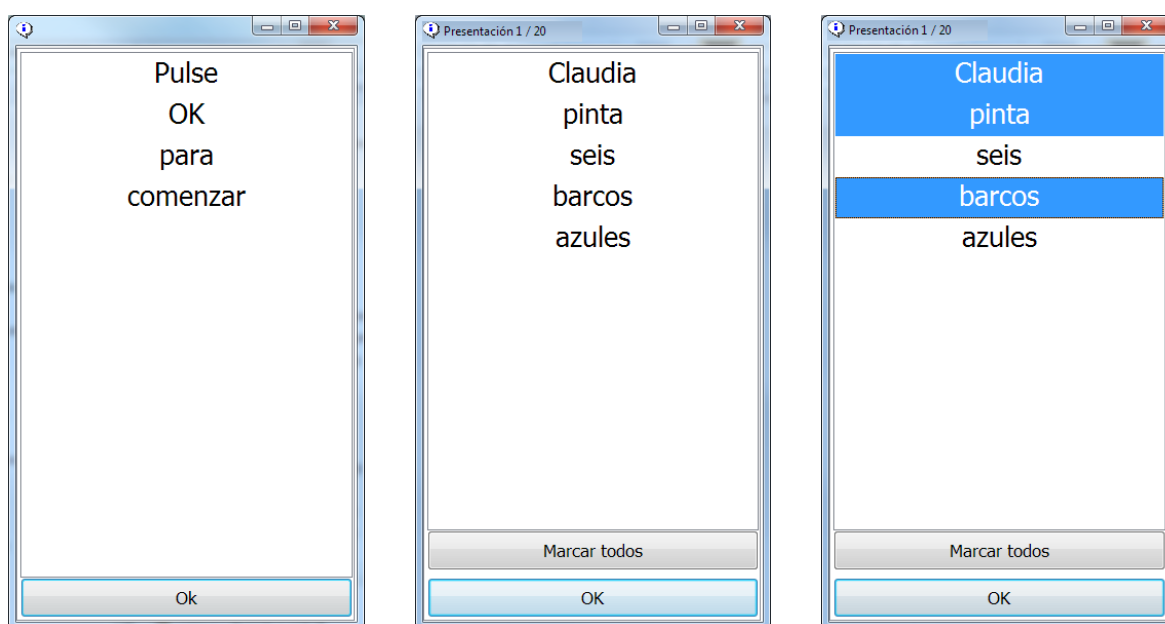 Pulse
OK
para
comenzar
Ok
Presentación 1 / 20
Claudia
pinta
seis
barcos
azules
Marcar todos
OK
Presentación 1 / 20
Claudia
pinta
seis
barcos
azules
Marcar todos
OK